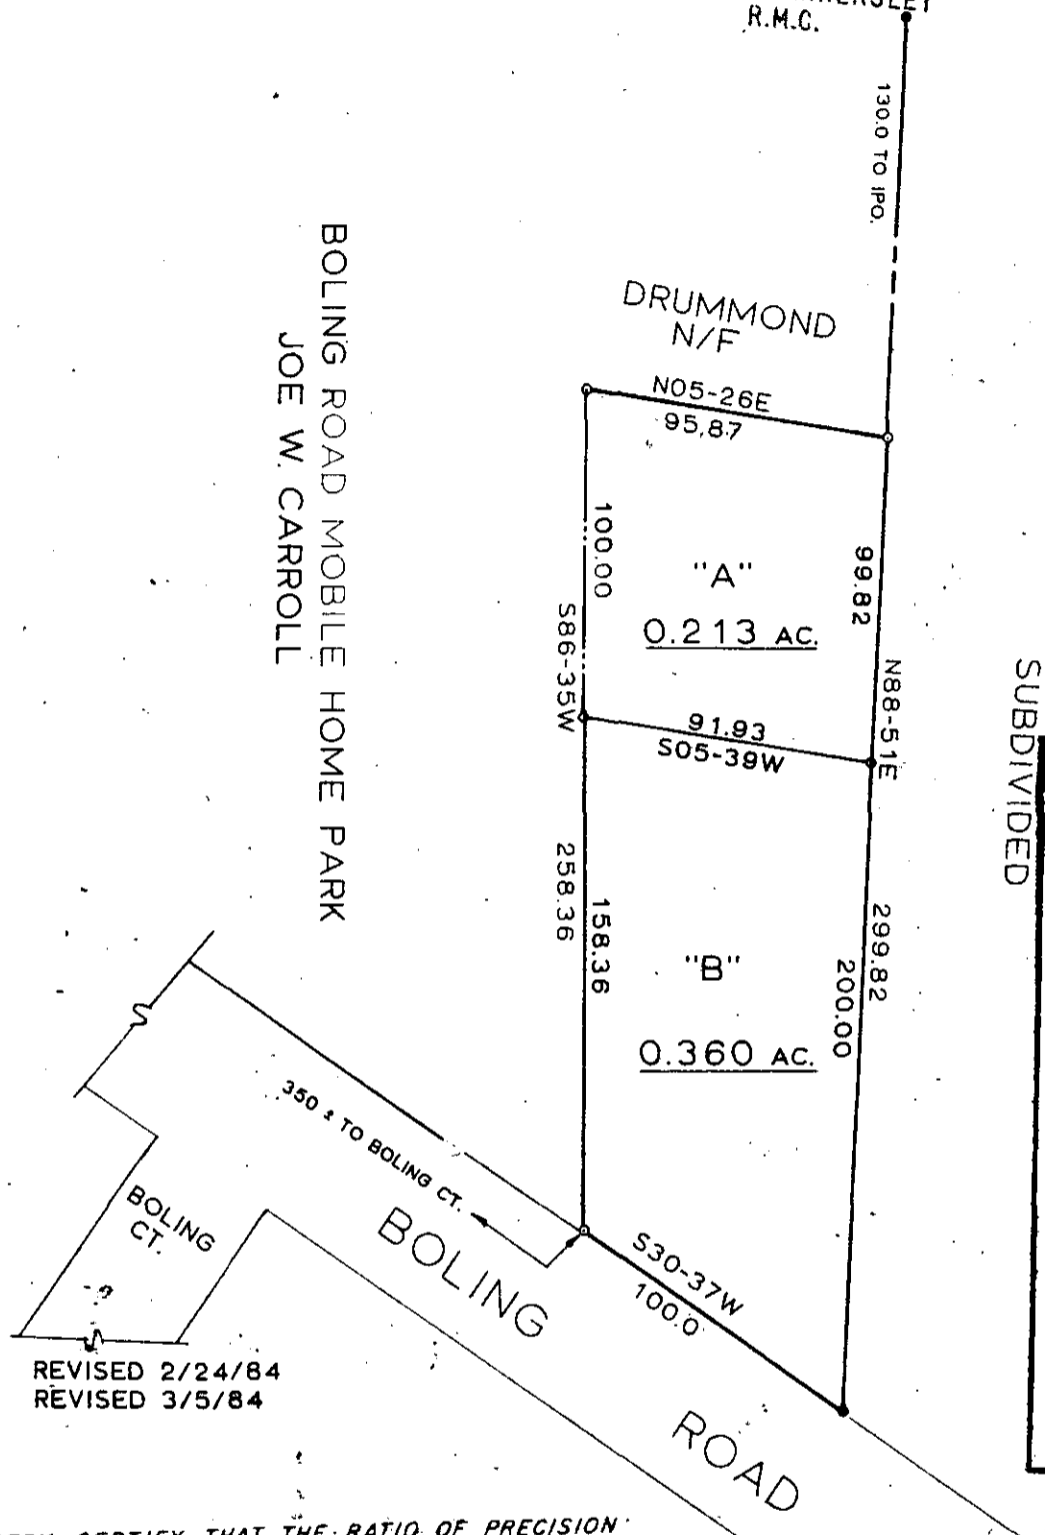 R.M.C.
130.0 TO IPO.
DRUMMOND
N/F
N05-26E
95.87
BOLING ROAD MOBILE HOME PARK
JOE W. CARROLL
100.00
"A"
0.213 AC.
99.82
S86-35W
N88-51E
91.93
S05-39W
SUBDIVIDED
258.36
158.36
"B"
0.360 AC.
299.82
200.00
350 ± TO BOLING CT.
BOLING
CT.
BOLING
ROAD
S30-37W
100.0
REVISED 2/24/84
REVISED 3/5/84
CERTIFY THAT THE RATIO OF PRECISION